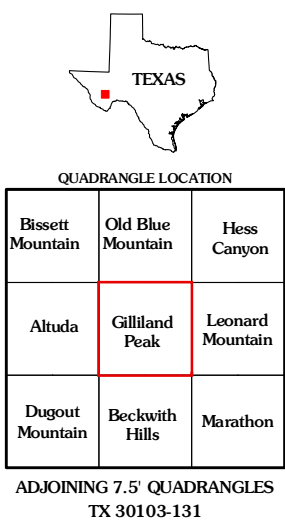 TEXAS
QUADRANGLE LOCATION
Bissett
Mountain
Old Blue
Mountain
Hess
Canyon
Altuda
Gilliland
Peak
Leonard
Mountain
Dugout
Mountain
Beckwith
Hills
Marathon
ADJOINING 7.5' QUADRANGLES
TX 30103-131